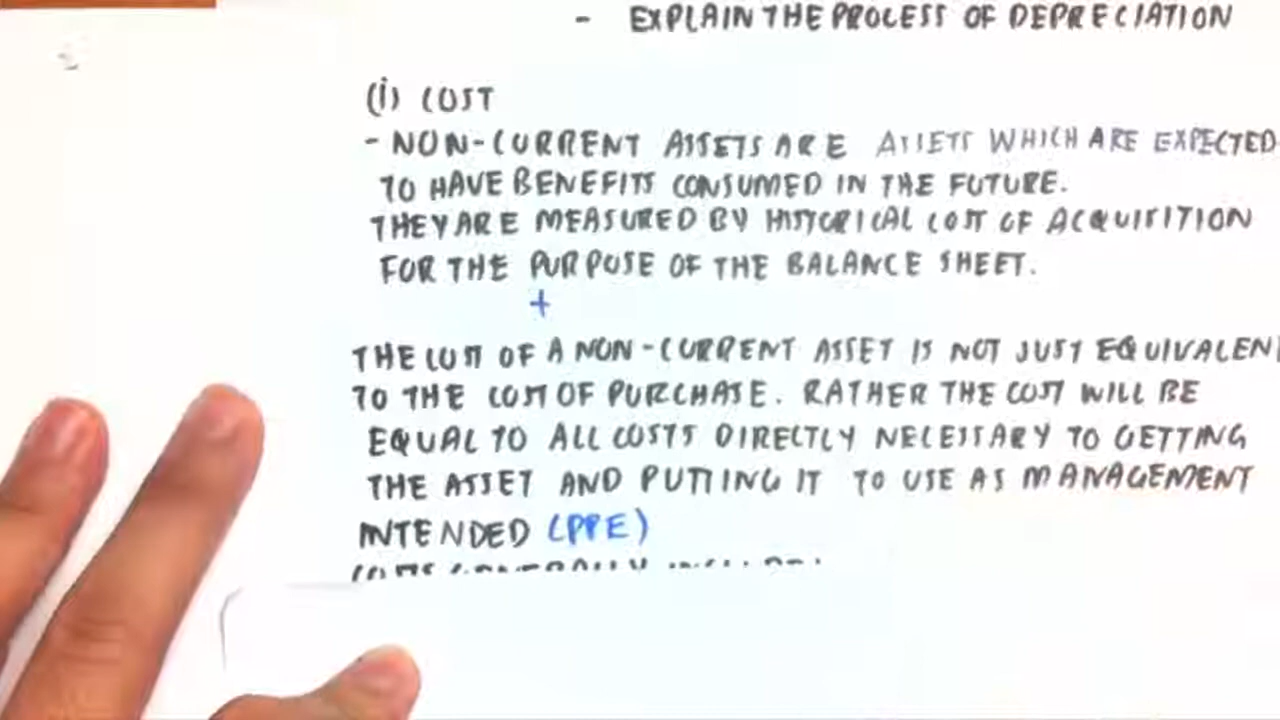 - EXPLAIN THE PROCESS OF DEPRECIATION
(i) COST
- NON-CURRENT ASSETS ARE ASSETS WHICH ARE EXPECTED
TO HAVE BENEFITS CONSUMED IN THE FUTURE.
THEY ARE MEASURED BY HISTORICAL COST OF ACQUISITION
FOR THE PURPOSE OF THE BALANCE SHEET.
+
THE COST OF A NON-CURRENT ASSET IS NOT JUST EQUIVALEN
TO THE COST OF PURCHASE. RATHER THE COST WILL BE
EQUAL TO ALL COSTS DIRECTLY NECESSARY TO GETTING
THE ASSET AND PUTTING IT TO USE AS MANAGEMENT
INTENDED (PPE)